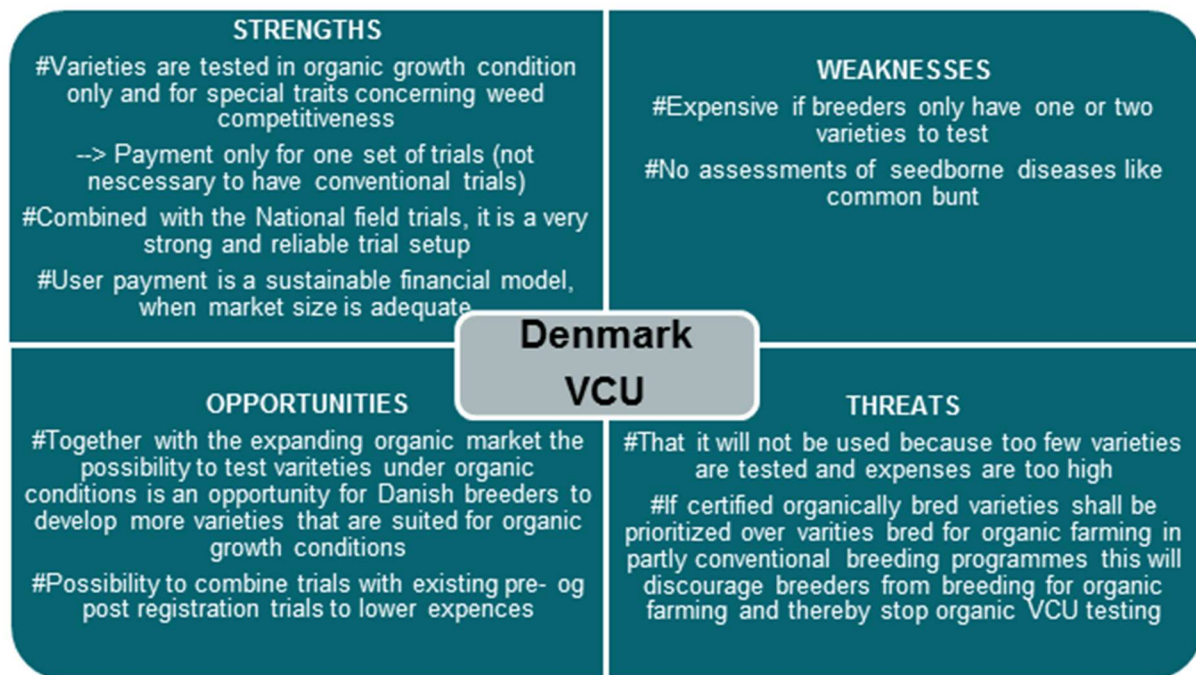 STRENGTHS
#Varieties are tested in organic growth condition
only and for special traits concerning weed
competitiveness
--> Payment only for one set of trials (not
nescessary to have conventional trials)
#Combined with the National field trials, it is a very
strong and reliable trial setup
#User payment is a sustainable financial model,
when market size is adequate
WEAKNESSES
#Expensive if breeders only have one or two
varieties to test
#No assessments of seedborne diseases like
common bunt
Denmark
VCU
OPPORTUNITIES
#Together with the expanding organic market the
possibility to test variteties under organic
conditions is an opportunity for Danish breeders to
develop more varieties that are suited for organic
growth conditions
#Possibility to combine trials with existing pre- og
post registration trials to lower expences
THREATS
#That it will not be used because too few varieties
are tested and expenses are too high
#If certified organically bred varieties shall be
prioritized over varities bred for organic farming in
partly conventional breeding programmes this will
discourage breeders from breeding for organic
farming and thereby stop organic VCU testing